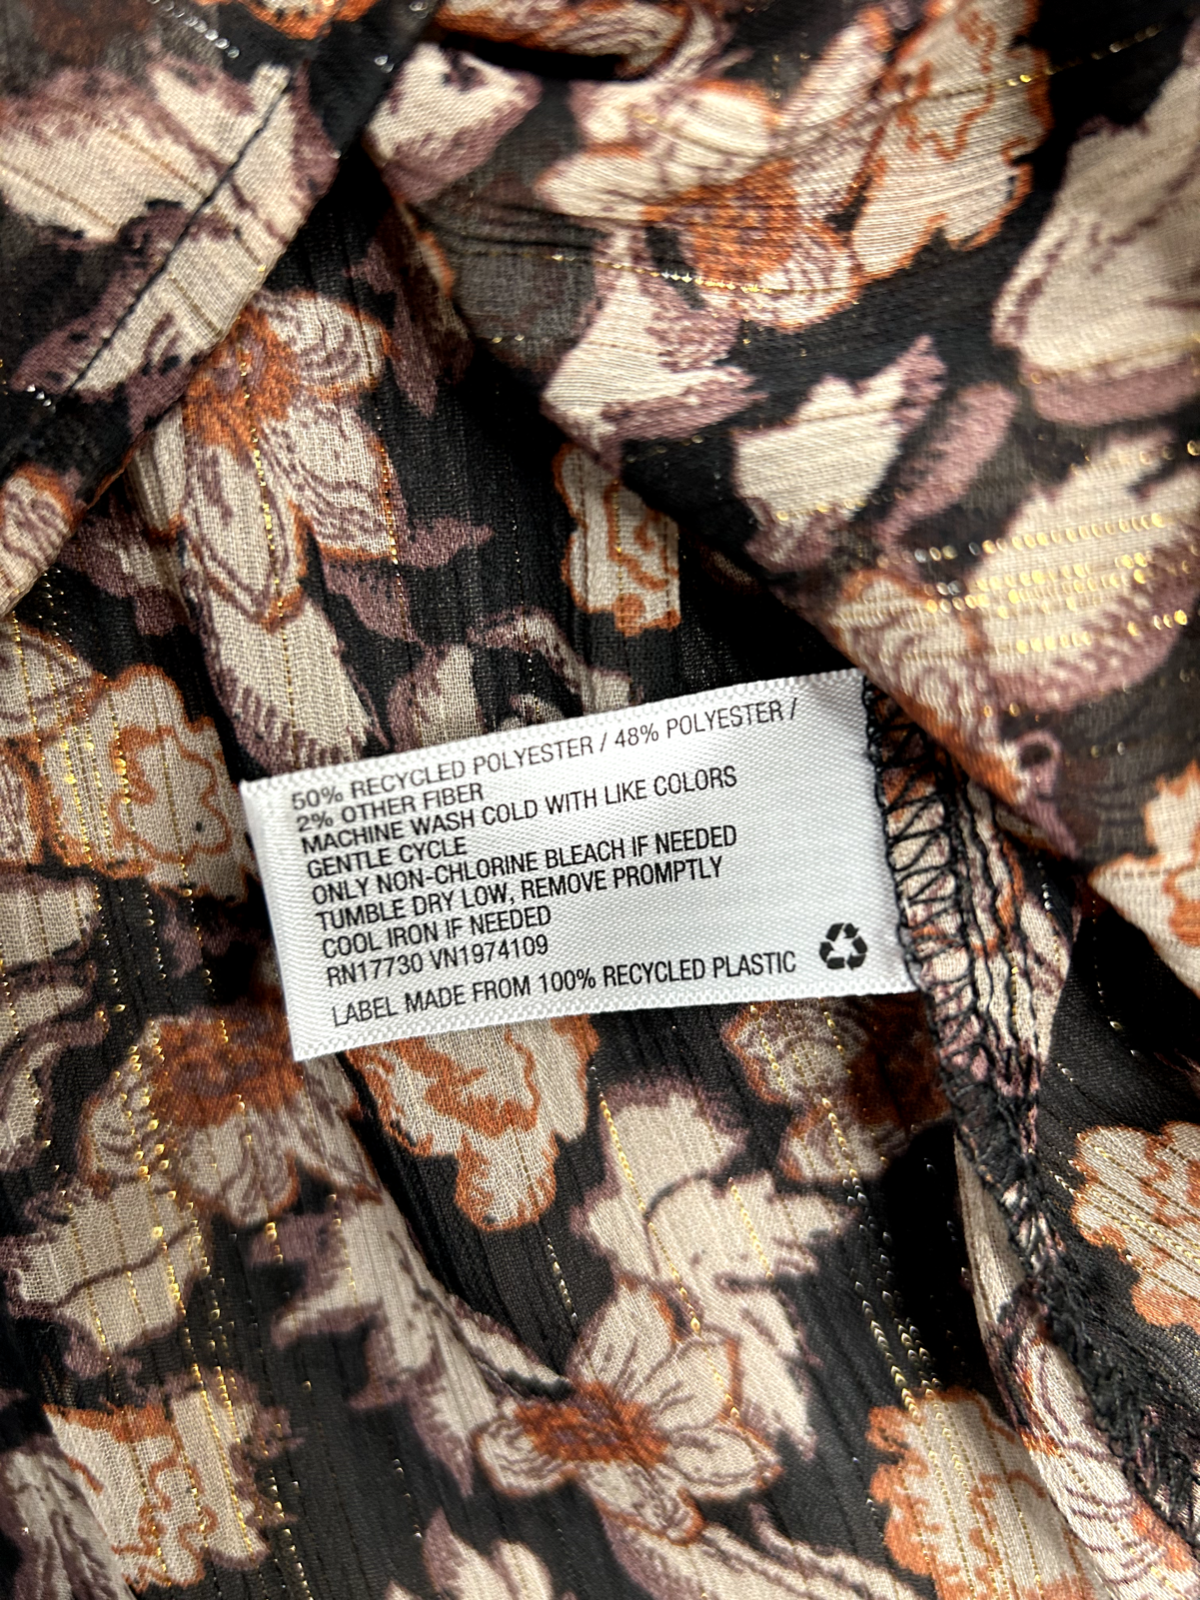 50% RECYCLED POLYESTER / 48% POLYESTER /
2% OTHER FIBER
MACHINE WASH COLD WITH LIKE COLORS
GENTLE CYCLE
ONLY NON-CHLORINE BLEACH IF NEEDED
TUMBLE DRY LOW, REMOVE PROMPTLY
COOL IRON IF NEEDED
RN17730 VN1974109
LABEL MADE FROM 100% RECYCLED PLASTIC